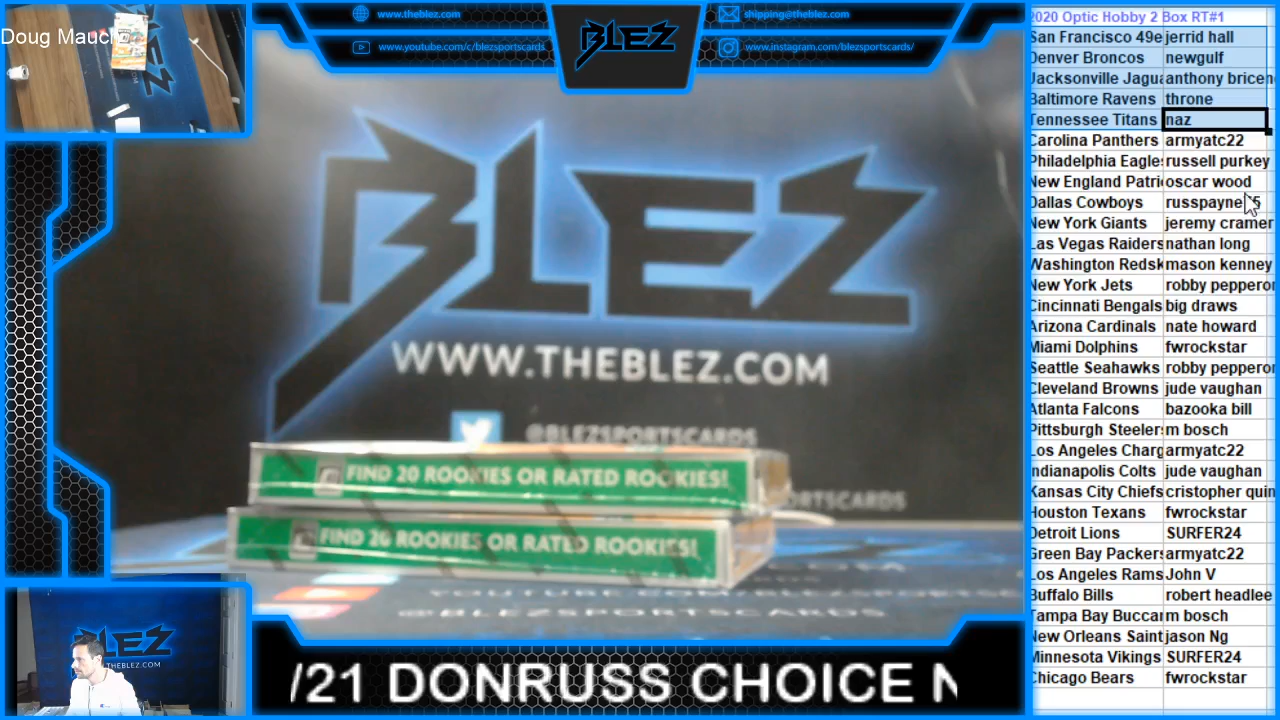 Doug Mauch
www.theblez.com
www.youtube.com/c/blezsportscards
BLEZ
shipping@theblez.com
www.instagram.com/blezsportscards/
BLEZ
WWW.THEBLEZ.COM
@BLEZSPORTSCARDS
FIND 20 ROOKIES OR RATED ROOKIES!
FIND 20 ROOKIES OR RATED ROOKIES!
@BLEZSPORTSCARDS
BLEZ
THEBLEZ.COM
/21 DONRUSS CHOICE N
2020 Optic Hobby 2 Box RT#1
San Francisco 49e jerrid hall
Denver Broncos newgulf
Jacksonville Jagua anthony bricen
Baltimore Ravens throne
Tennessee Titans naz
Carolina Panthers armyatc22
Philadelphia Eagles russell purkey
New England Patri oscar wood
Dallas Cowboys
New York Giants jeremy cramer
Las Vegas Raiders nathan long
Washington Redsk mason kenney
New York Jets robby pepperon
Cincinnati Bengals big draws
Arizona Cardinals nate howard
Miami Dolphins fwrockstar
Seattle Seahawks robby pepperon
Cleveland Browns jude vaughan
Atlanta Falcons bazooka bill
Pittsburgh Steelers m bosch
Los Angeles Charg armyatc22
Indianapolis Colts jude vaughan
Kansas City Chiefs cristopher quin
Houston Texans fwrockstar
Detroit Lions SURFER24
Green Bay Packers armyatc22
Los Angeles Rams John V
Buffalo Bills robert headlee
Tampa Bay Buccan m bosch
New Orleans Saint jason Ng
Minnesota Vikings SURFER24
Chicago Bears fwrockstar